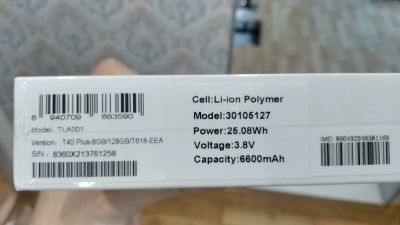 6 940709 683590
Model: TLA001
Version: T40 Plus-8GB/128GB/T618-EEA
S/N: 8360X213761258
Cell:Li-ion Polymer
Model:30105127
Power:25.08Wh
Voltage:3.8V
Capacity:6600mAh
IMEI